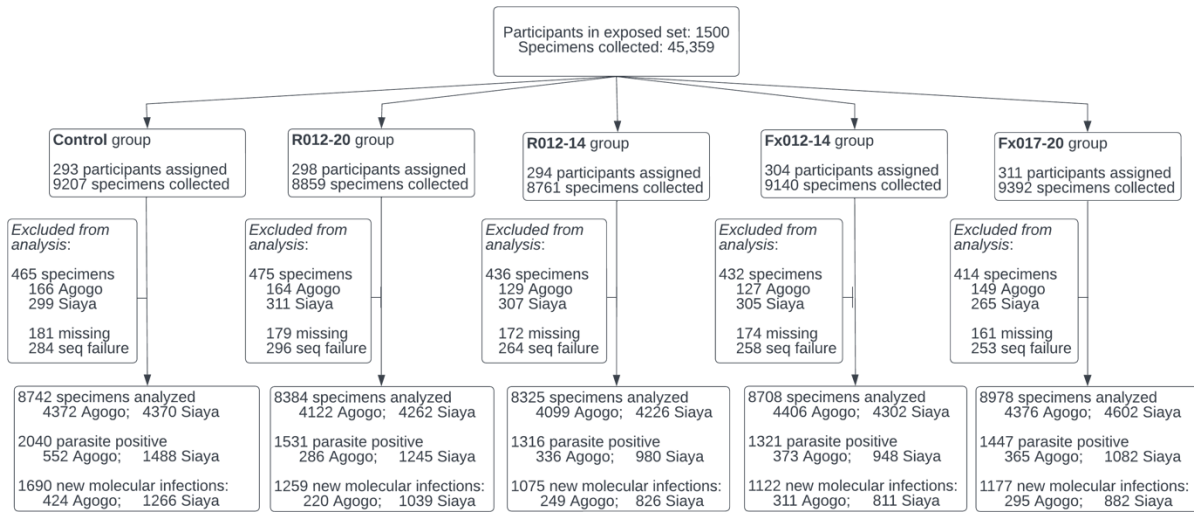 Participants in exposed set: 1500
Specimens collected: 45,359
Control group
293 participants assigned
9207 specimens collected
R012-20 group
298 participants assigned
8859 specimens collected
R012-14 group
294 participants assigned
8761 specimens collected
Fx012-14 group
304 participants assigned
9140 specimens collected
Fx017-20 group
311 participants assigned
9392 specimens collected
Excluded from
analysis:
465 specimens
166 Agogo
299 Siaya
181 missing
284 seq failure
Excluded from
analysis:
475 specimens
164 Agogo
311 Siaya
179 missing
296 seq failure
Excluded from
analysis:
436 specimens
129 Agogo
307 Siaya
172 missing
264 seq failure
Excluded from
analysis:
432 specimens
127 Agogo
305 Siaya
174 missing
258 seq failure
Excluded from
analysis:
414 specimens
149 Agogo
265 Siaya
161 missing
253 seq failure
8742 specimens analyzed
4372 Agogo; 4370 Siaya
2040 parasite positive
552 Agogo; 1488 Siaya
1690 new molecular infections:
424 Agogo; 1266 Siaya
8384 specimens analyzed
4122 Agogo; 4262 Siaya
1531 parasite positive
286 Agogo; 1245 Siaya
1259 new molecular infections:
220 Agogo; 1039 Siaya
8325 specimens analyzed
4099 Agogo; 4226 Siaya
1316 parasite positive
336 Agogo; 980 Siaya
1075 new molecular infections:
249 Agogo; 826 Siaya
8708 specimens analyzed
4406 Agogo; 4302 Siaya
1321 parasite positive
373 Agogo; 948 Siaya
1122 new molecular infections:
311 Agogo; 811 Siaya
8978 specimens analyzed
4376 Agogo; 4602 Siaya
1447 parasite positive
365 Agogo; 1082 Siaya
1177 new molecular infections:
295 Agogo; 882 Siaya